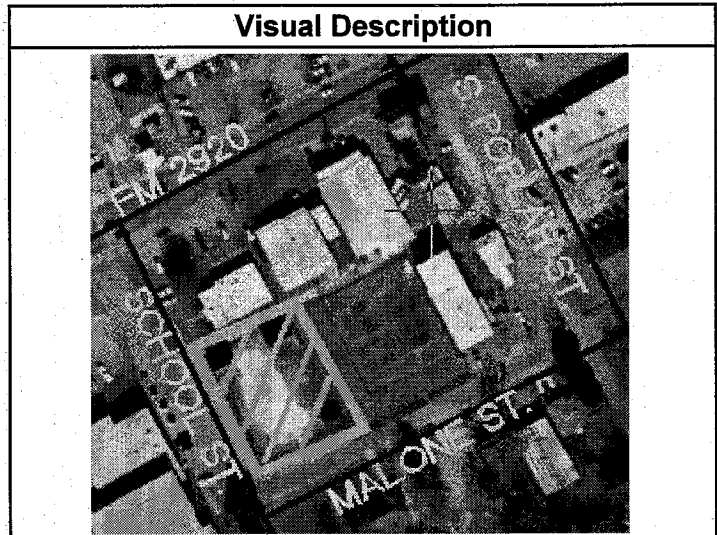 Visual Description
FM 2920
S POPLAR ST.
SCHOOL ST.
MALONE ST.